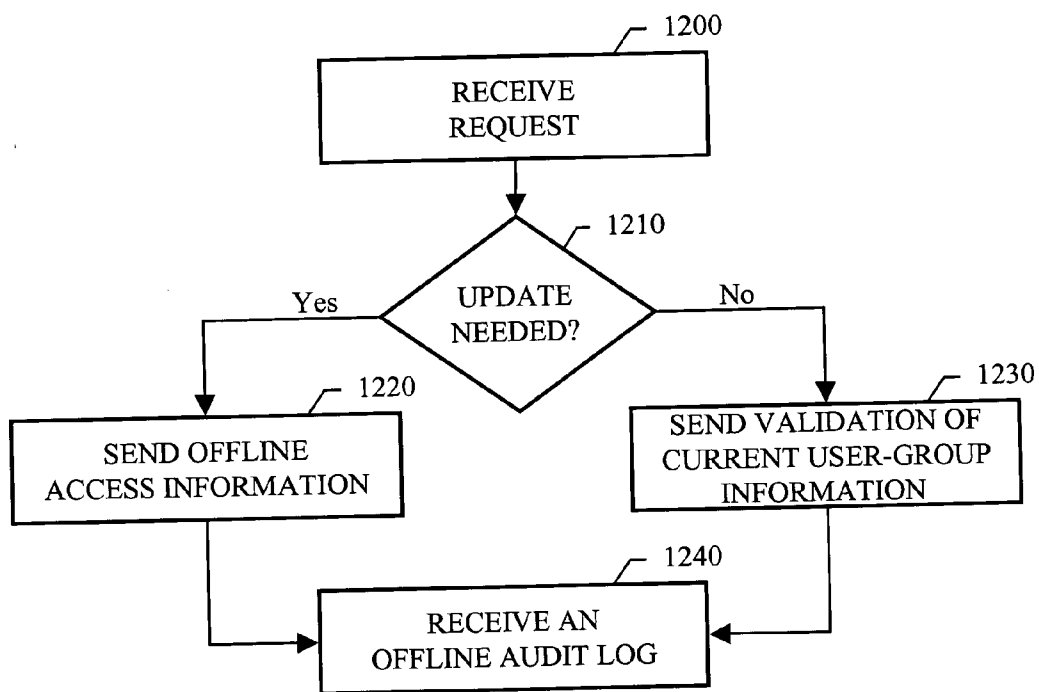 1200
RECEIVE
REQUEST
1210
UPDATE
NEEDED?
Yes
No
1220
SEND OFFLINE
ACCESS INFORMATION
1230
SEND VALIDATION OF
CURRENT USER-GROUP
INFORMATION
1240
RECEIVE AN
OFFLINE AUDIT LOG